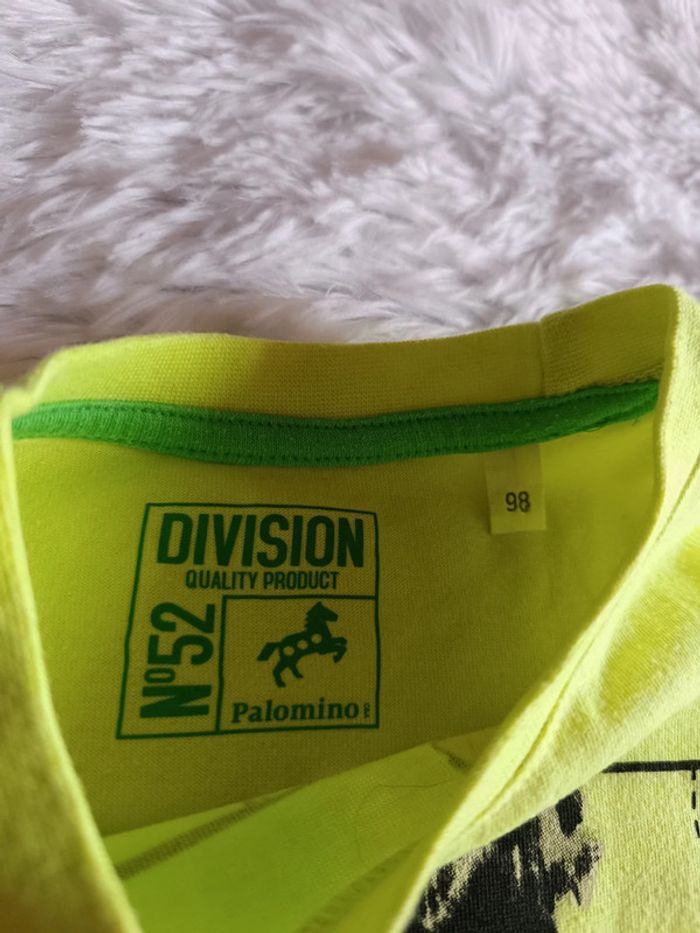 DIVISION
QUALITY PRODUCT
Nº52
Palomino
98